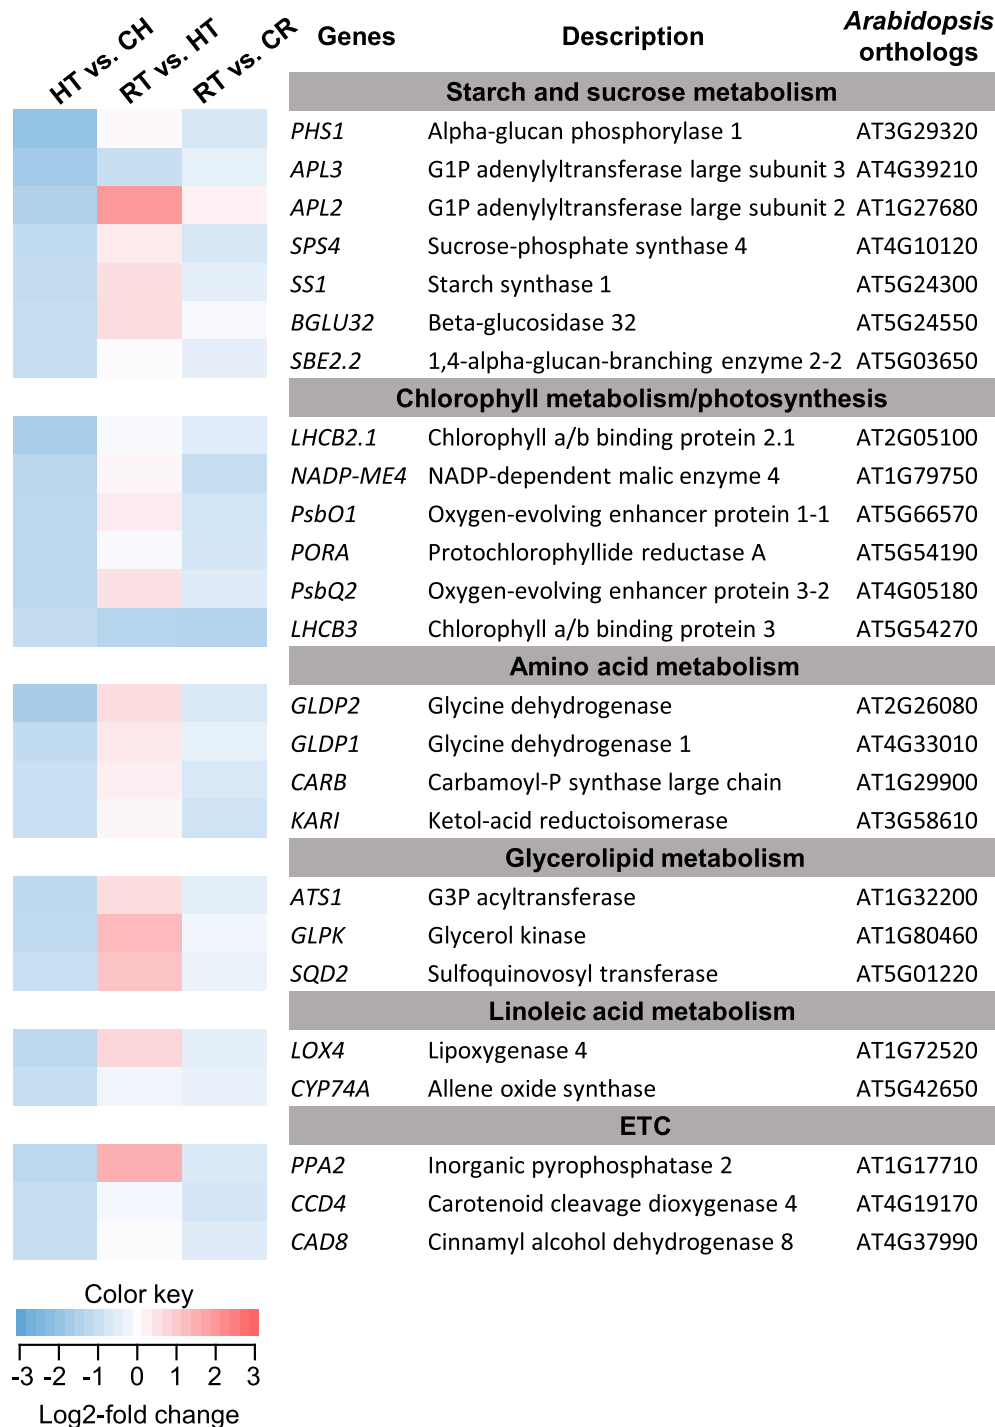 HT vs. CH RT vs. HT RT vs. CR Genes Description Arabidopsis orthologs
Starch and sucrose metabolism
PHS1 Alpha-glucan phosphorylase 1 AT3G29320
APL3 G1P adenylyltransferase large subunit 3 AT4G39210
APL2 G1P adenylyltransferase large subunit 2 AT1G27680
SPS4 Sucrose-phosphate synthase 4 AT4G10120
SS1 Starch synthase 1 AT5G24300
BGLU32 Beta-glucosidase 32 AT5G24550
SBE2.2 1,4-alpha-glucan-branching enzyme 2-2 AT5G03650
Chlorophyll metabolism/photosynthesis
LHCB2.1 Chlorophyll a/b binding protein 2.1 AT2G05100
NADP-ME4 NADP-dependent malic enzyme 4 AT1G79750
PsbO1 Oxygen-evolving enhancer protein 1-1 AT5G66570
PORA Protochlorophyllide reductase A AT5G54190
PsbQ2 Oxygen-evolving enhancer protein 3-2 AT4G05180
LHCB3 Chlorophyll a/b binding protein 3 AT5G54270
Amino acid metabolism
GLDP2 Glycine dehydrogenase AT2G26080
GLDP1 Glycine dehydrogenase 1 AT4G33010
CARB Carbamoyl-P synthase large chain AT1G29900
KARI Ketol-acid reductoisomerase AT3G58610
Glycerolipid metabolism
ATS1 G3P acyltransferase AT1G32200
GLPK Glycerol kinase AT1G80460
SQD2 Sulfoquinovosyl transferase AT5G01220
Linoleic acid metabolism
LOX4 Lipoxygenase 4 AT1G72520
CYP74A Allene oxide synthase AT5G42650
ETC
PPA2 Inorganic pyrophosphatase 2 AT1G17710
CCD4 Carotenoid cleavage dioxygenase 4 AT4G19170
CAD8 Cinnamyl alcohol dehydrogenase 8 AT4G37990
Color key
-3 -2 -1 0 1 2 3
Log2-fold change